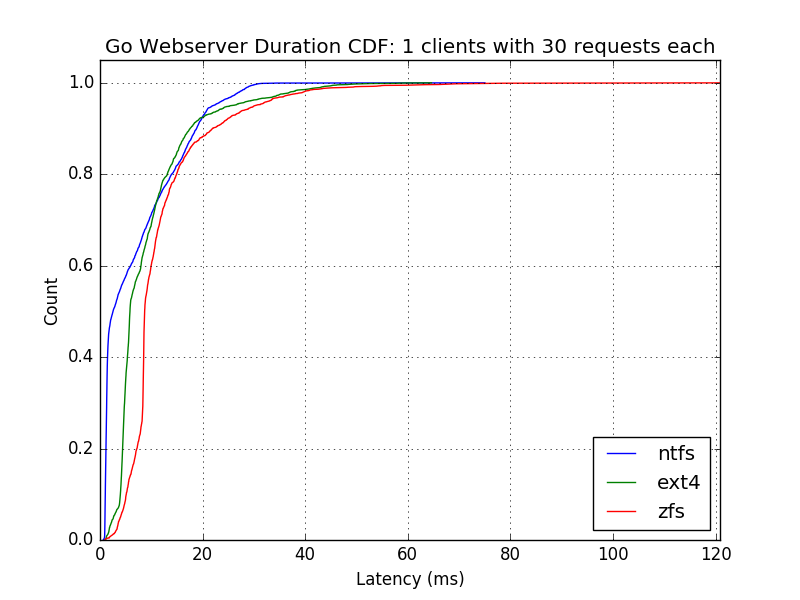 Go Webserver Duration CDF: 1 clients with 30 requests each
1.0
0.8
0.6
0.4
0.2
0.0
Count
0 20 40 60 80 100 120
Latency (ms)
ntfs
ext4
zfs